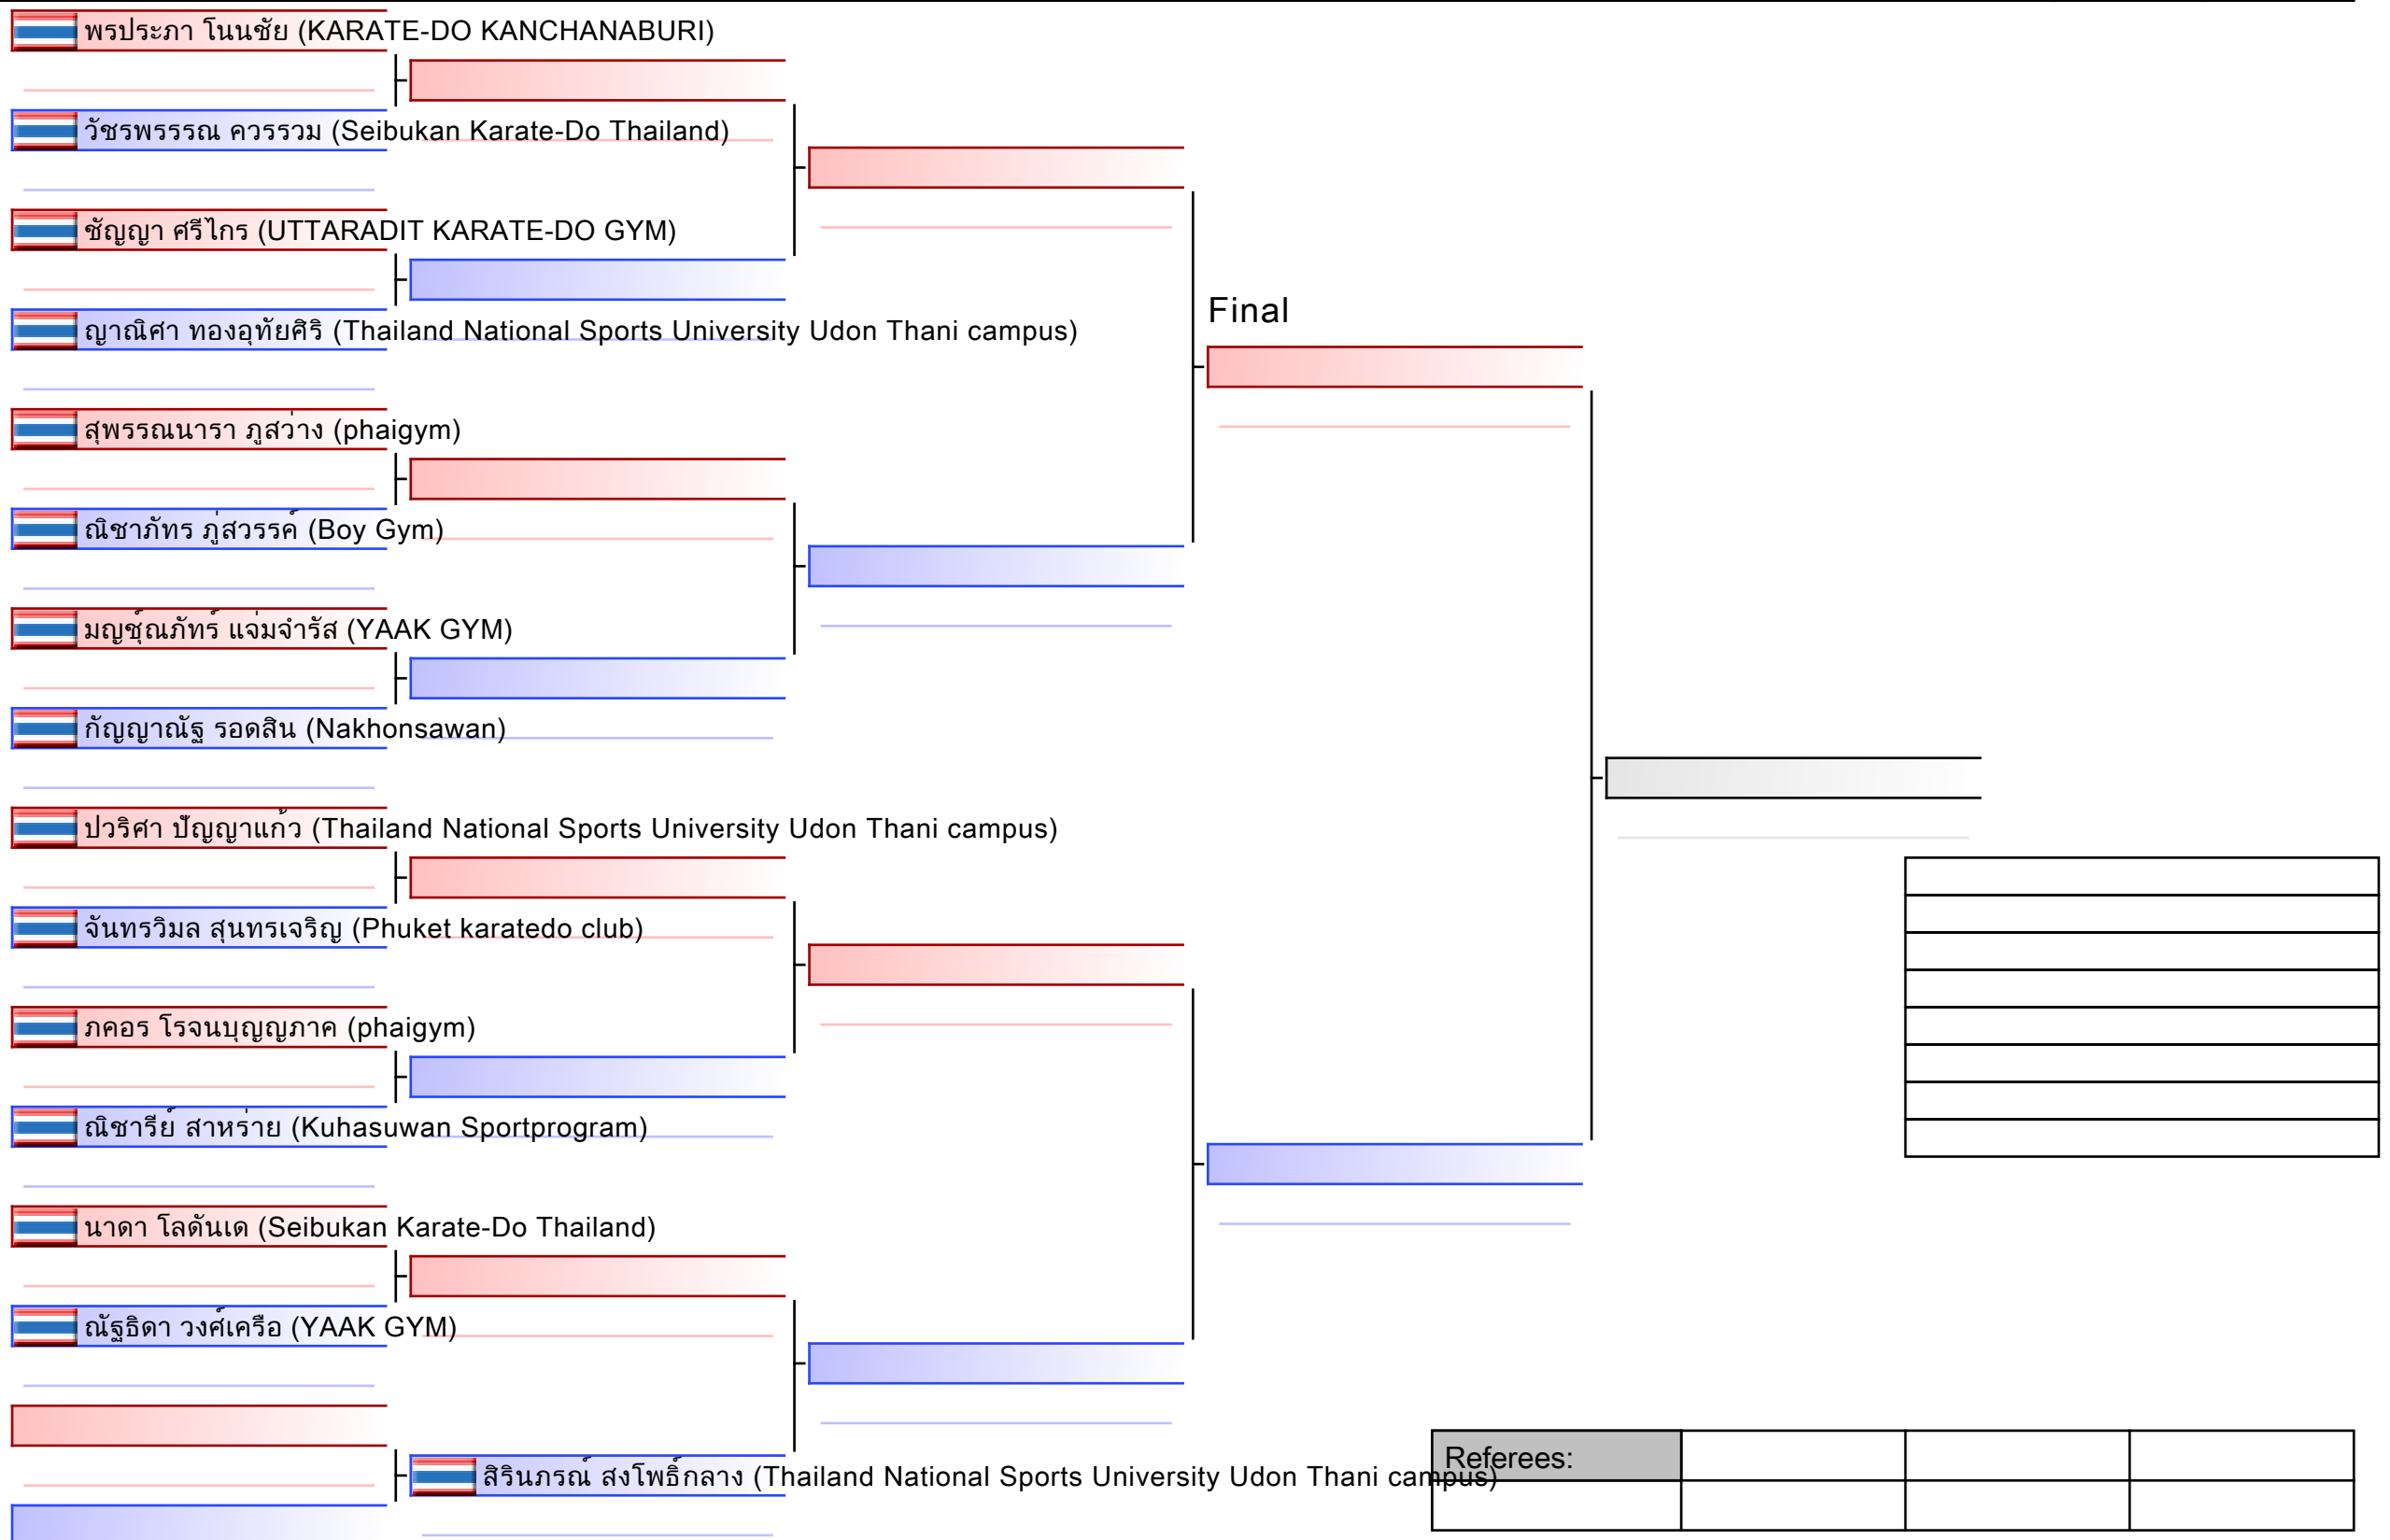 พรประภา โนนชัย (KARATE-DO KANCHANABURI)
วัชรพรรรณ ควรรวม (Seibukan Karate-Do Thailand)
ชัญญา ศรีไกร (UTTARADIT KARATE-DO GYM)
Final
ญาณิศา ทองอุทัยศิริ (Thailand National Sports University Udon Thani campus)
สุพรรณนารา ภูสว่าง (phaigym)
ณิชาภัทร ภู่สวรรค์ (Boy Gym)
มญชุ์ณภัทร์ แจ่มจำรัส (YAAK GYM)
กัญญาณัฐ รอดสิน (Nakhonsawan)
ปวริศา ปัญญาแก้ว (Thailand National Sports University Udon Thani campus)
จันทรวิมล สุนทรเจริญ (Phuket karatedo club)
ภคอร โรจนบุญญภาค (phaigym)
ณิชารีย์ สาหร่าย (Kuhasuwan Sportprogram)
นาดา โลดันเด (Seibukan Karate-Do Thailand)
ณัฐธิดา วงศ์เครือ (YAAK GYM)
Referees:
สิรินภรณ์ สงโพธิ์กลาง (Thailand National Sports University Udon Thani campus)